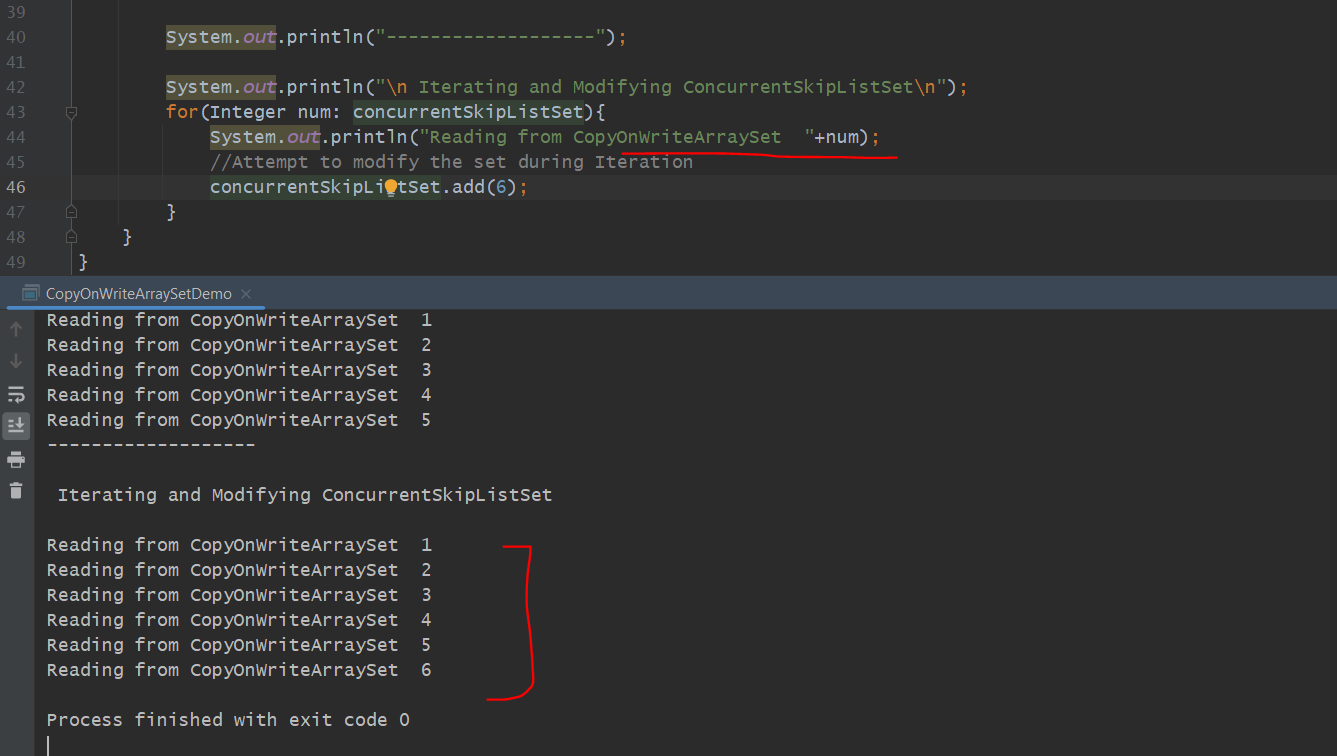 39
40 System.out.println("-------------------");
41
42 System.out.println("\n Iterating and Modifying ConcurrentSkipListSet\n");
43 for(Integer num: concurrentSkipListSet){
44 System.out.println("Reading from CopyOnWriteArraySet  "+num);
45 //Attempt to modify the set during Iteration
46 concurrentSkipListSet.add(6);
47 }
48 }
49 }
CopyOnWriteArraySetDemo ×
Reading from CopyOnWriteArraySet  1
Reading from CopyOnWriteArraySet  2
Reading from CopyOnWriteArraySet  3
Reading from CopyOnWriteArraySet  4
Reading from CopyOnWriteArraySet  5
-------------------
Iterating and Modifying ConcurrentSkipListSet
Reading from CopyOnWriteArraySet  1
Reading from CopyOnWriteArraySet  2
Reading from CopyOnWriteArraySet  3
Reading from CopyOnWriteArraySet  4
Reading from CopyOnWriteArraySet  5
Reading from CopyOnWriteArraySet  6
Process finished with exit code 0